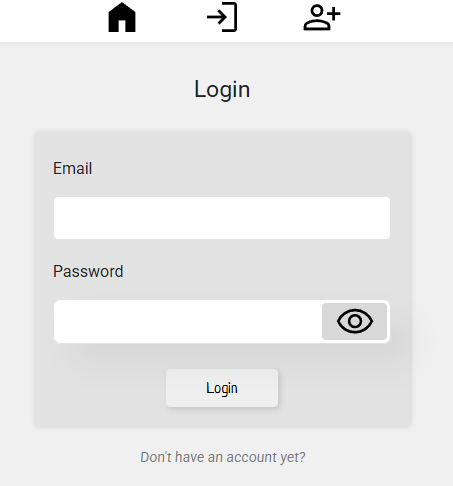 Login
Email
Password
Login
Don't have an account yet?